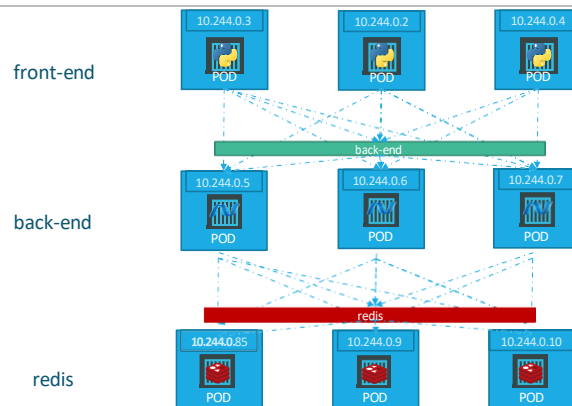 10.244.0.3
10.244.0.2
10.244.0.4
front-end
POD
POD
POD
back-end
10.244.0.5
10.244.0.6
10.244.0.7
back-end
POD
POD
POD
redis
10.244.0.9
10.244.0.10
redis
POD
POD
POD